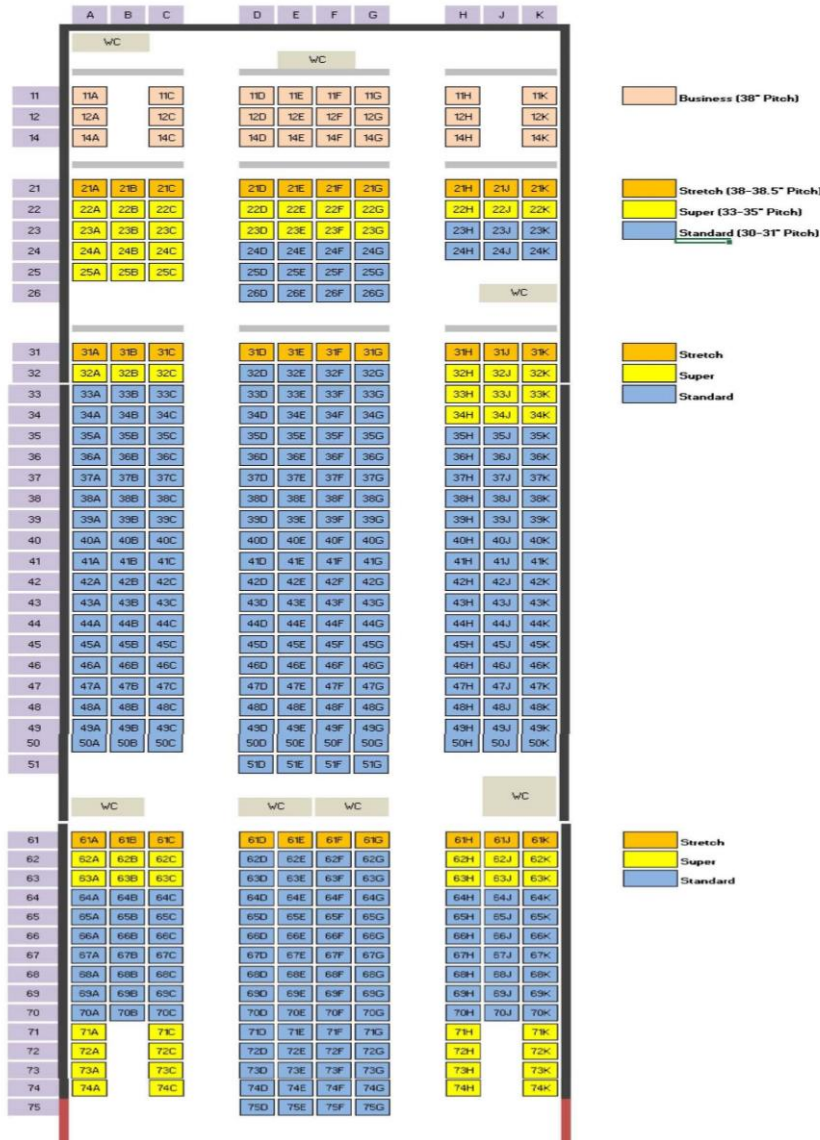 A B C D E F G H J K
WC
WC
11 11A 11C 11D 11E 11F 11G 11H 11K Business (38" Pitch)
12 12A 12C 12D 12E 12F 12G 12H 12K
14 14A 14C 14D 14E 14F 14G 14H 14K
21 21A 21B 21C 21D 21E 21F 21G 21H 21J 21K Stretch (38-38.5" Pitch)
22 22A 22B 22C 22D 22E 22F 22G 22H 22J 22K Super (33-35" Pitch)
23 23A 23B 23C 23D 23E 23F 23G 23H 23J 23K Standard (30-31" Pitch)
24 24A 24B 24C 24D 24E 24F 24G 24H 24J 24K
25 25A 25B 25C 25D 25E 25F 25G
26 26D 26E 26F 26G WC
31 31A 31B 31C 31D 31E 31F 31G 31H 31J 31K Stretch
32 32A 32B 32C 32D 32E 32F 32G 32H 32J 32K Super
33 33A 33B 33C 33D 33E 33F 33G 33H 33J 33K Standard
34 34A 34B 34C 34D 34E 34F 34G 34H 34J 34K
35 35A 35B 35C 35D 35E 35F 35G 35H 35J 35K
36 36A 36B 36C 36D 36E 36F 36G 36H 36J 36K
37 37A 37B 37C 37D 37E 37F 37G 37H 37J 37K
38 38A 38B 38C 38D 38E 38F 38G 38H 38J 38K
39 39A 39B 39C 39D 39E 39F 39G 39H 39J 39K
40 40A 40B 40C 40D 40E 40F 40G 40H 40J 40K
41 41A 41B 41C 41D 41E 41F 41G 41H 41J 41K
42 42A 42B 42C 42D 42E 42F 42G 42H 42J 42K
43 43A 43B 43C 43D 43E 43F 43G 43H 43J 43K
44 44A 44B 44C 44D 44E 44F 44G 44H 44J 44K
45 45A 45B 45C 45D 45E 45F 45G 45H 45J 45K
46 46A 46B 46C 46D 46E 46F 46G 46H 46J 46K
47 47A 47B 47C 47D 47E 47F 47G 47H 47J 47K
48 48A 48B 48C 48D 48E 48F 48G 48H 48J 48K
49 49A 49B 49C 49D 49E 49F 49G 49H 49J 49K
50 50A 50B 50C 50D 50E 50F 50G 50H 50J 50K
51 51D 51E 51F 51G
WC WC WC WC
61 61A 61B 61C 61D 61E 61F 61G 61H 61J 61K Stretch
62 62A 62B 62C 62D 62E 62F 62G 62H 62J 62K Super
63 63A 63B 63C 63D 63E 63F 63G 63H 63J 63K Standard
64 64A 64B 64C 64D 64E 64F 64G 64H 64J 64K
65 65A 65B 65C 65D 65E 65F 65G 65H 65J 65K
66 66A 66B 66C 66D 66E 66F 66G 66H 66J 66K
67 67A 67B 67C 67D 67E 67F 67G 67H 67J 67K
68 68A 68B 68C 68D 68E 68F 68G 68H 68J 68K
69 69A 69B 69C 69D 69E 69F 69G 69H 69J 69K
70 70A 70B 70C 70D 70E 70F 70G 70H 70J 70K
71 71A 71C 71D 71E 71F 71G 71H 71K
72 72A 72C 72D 72E 72F 72G 72H 72K
73 73A 73C 73D 73E 73F 73G 73H 73K
74 74A 74C 74D 74E 74F 74G 74H 74K
75 75D 75E 75F 75G